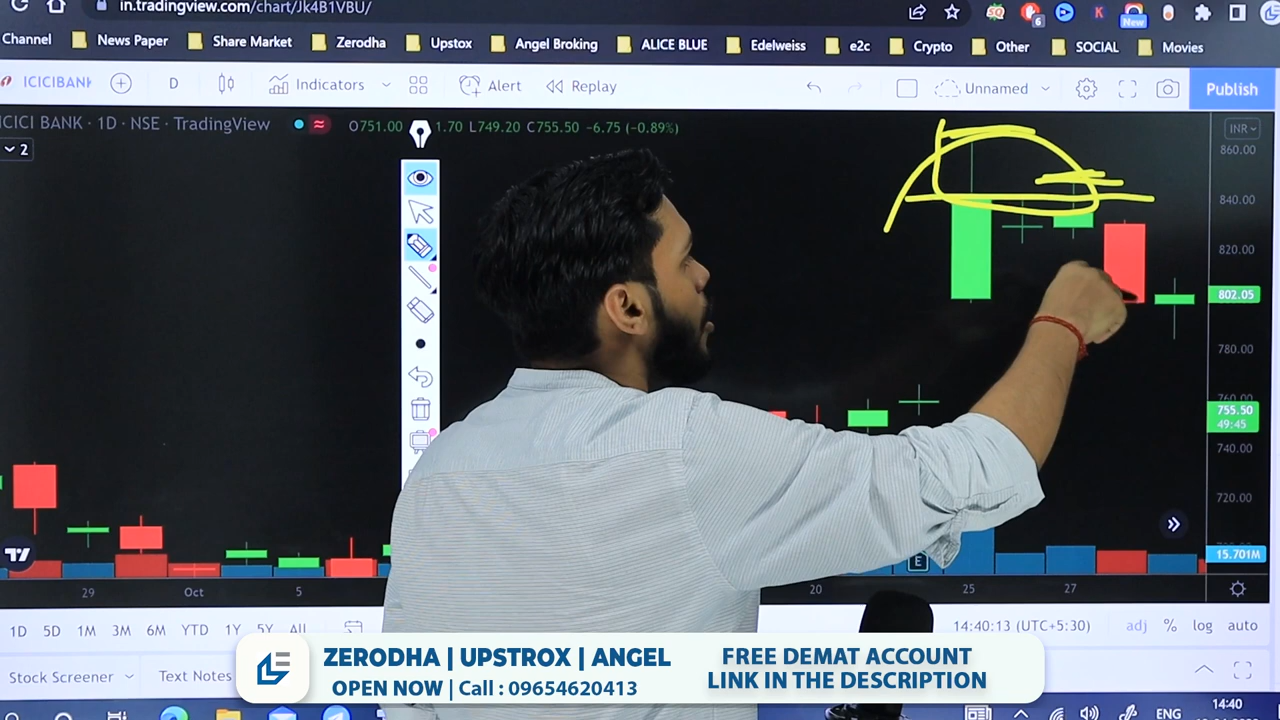 in.tradingview.com/chart/Jk4B1VBU/
Channel News Paper Share Market Zerodha Upstox Angel Broking ALICE BLUE Edelweiss e2c Crypto Other SOCIAL Movies
6 New
ICICIBANK D Indicators Alert Replay Unnamed Publish
ICICI BANK · 1D · NSE · TradingView O751.00 1.70 L749.20 C755.50 -6.75 (-0.89%) INR
2
860.00
840.00
820.00
802.05
780.00
760.00
755.50
49:45
740.00
720.00
15.701M
E
29 Oct 5 20 25 27
1D 5D 1M 3M 6M YTD 1Y 5Y All 14:40:13 (UTC+5:30) adj % log auto
Stock Screener Text Notes
ZERODHA | UPSTROX | ANGEL
OPEN NOW | Call : 09654620413
FREE DEMAT ACCOUNT
LINK IN THE DESCRIPTION
ENG 14:40